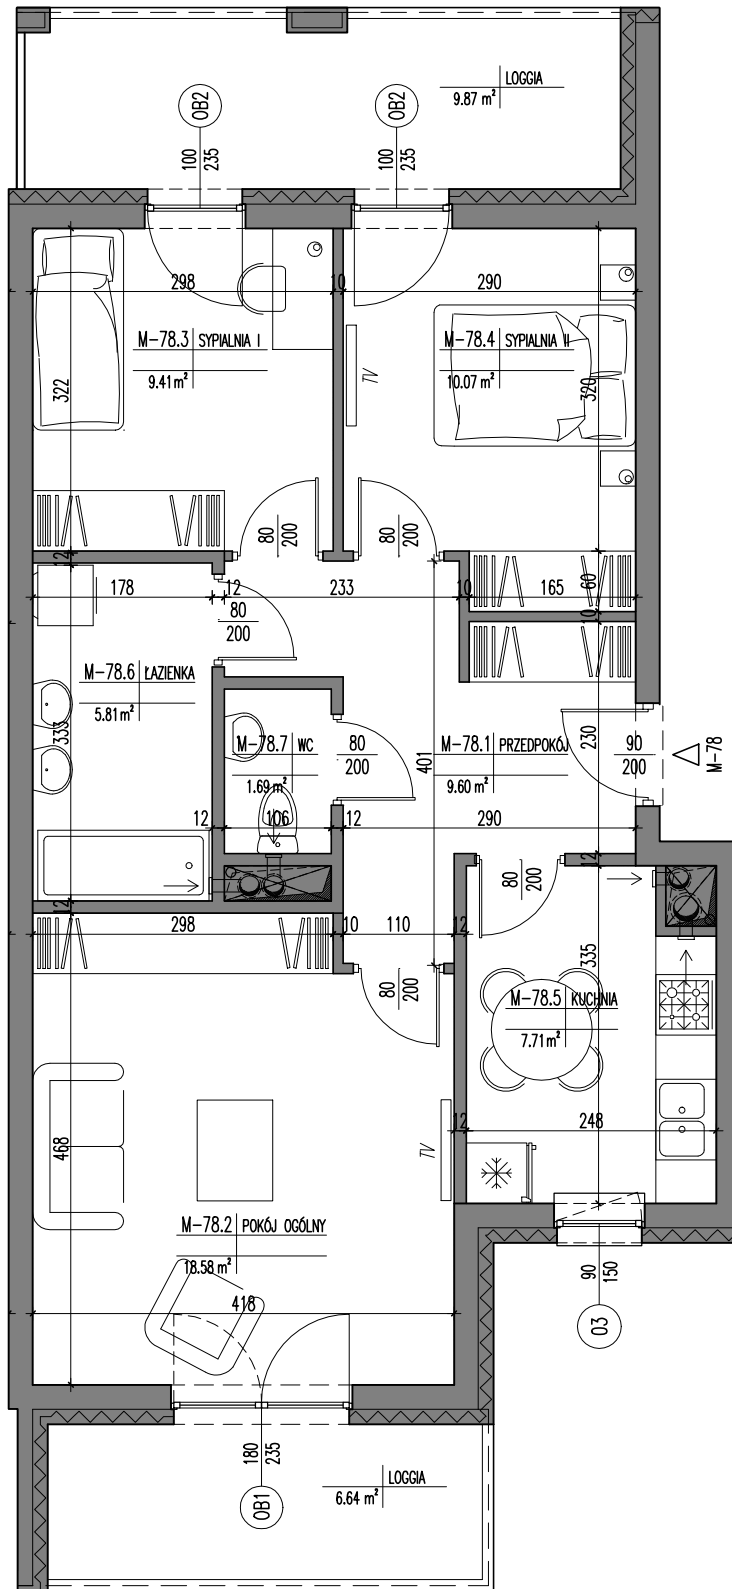 LOGGIA
9.87 m²
OB2
OB2
100
235
100
235
298
10
290
M-78.3 SYPIALNIA I
9.41 m²
M-78.4 SYPIALNIA II
10.07 m²
TV
322
320
80
200
80
200
12
178
12
233
10
165
60
10
80
200
M-78.6 ŁAZIENKA
5.81 m²
333
M-78.7 WC
1.69 m²
80
200
401
M-78.1 PRZEDPOKÓJ
9.60 m²
230
90
200
M-78
12
106
12
290
12
80
200
12
298
10
110
12
335
80
200
M-78.5 KUCHNIA
7.71 m²
468
12
248
TV
M-78.2 POKÓJ OGÓLNY
18.58 m²
418
90
150
03
180
235
OB1
LOGGIA
6.64 m²